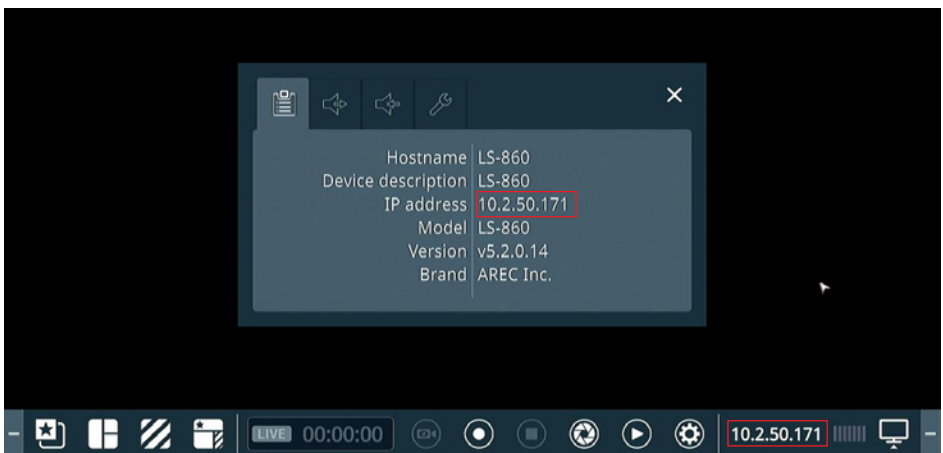 Hostname LS-860
Device description LS-860
IP address 10.2.50.171
Model LS-860
Version v5.2.0.14
Brand AREC Inc.
LIVE 00:00:00 10.2.50.171